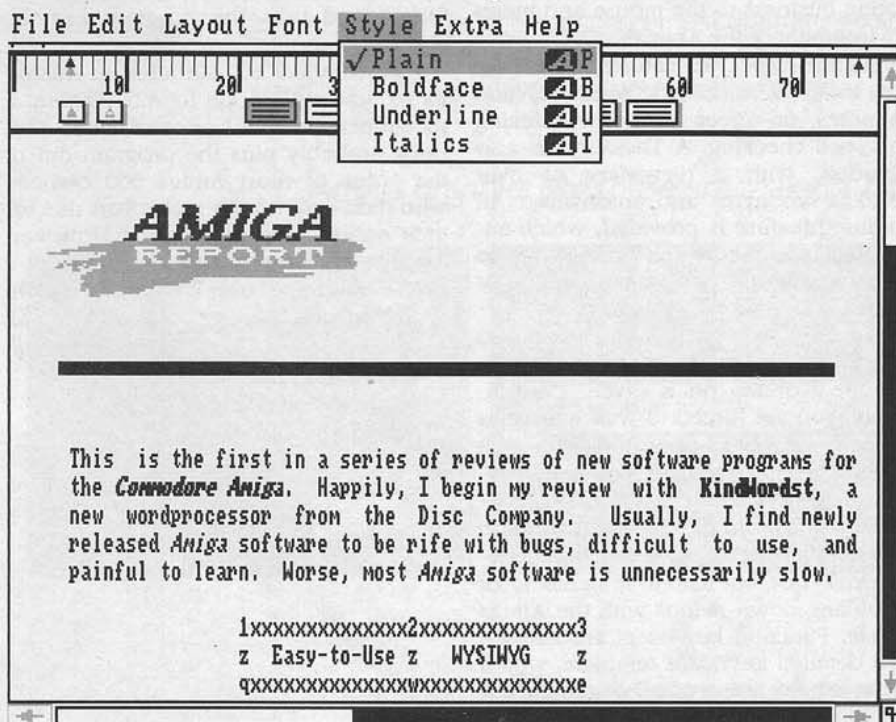 File Edit Layout Font Style Extra Help
✓Plain AP
Boldface AB
Underline AU
Italics AI
10 20 3 60 70
AMIGA
REPORT
This is the first in a series of reviews of new software programs for
the Commodore Amiga. Happily, I begin my review with KindWordst, a
new wordprocessor from the Disc Company. Usually, I find newly
released Amiga software to be rife with bugs, difficult to use, and
painful to learn. Worse, most Amiga software is unnecessarily slow.
1xxxxxxxxxxxxxx2xxxxxxxxxxxxxx3
z Easy-to-Use z WYSIWYG z
qxxxxxxxxxxxxxxwxxxxxxxxxxxxxxe